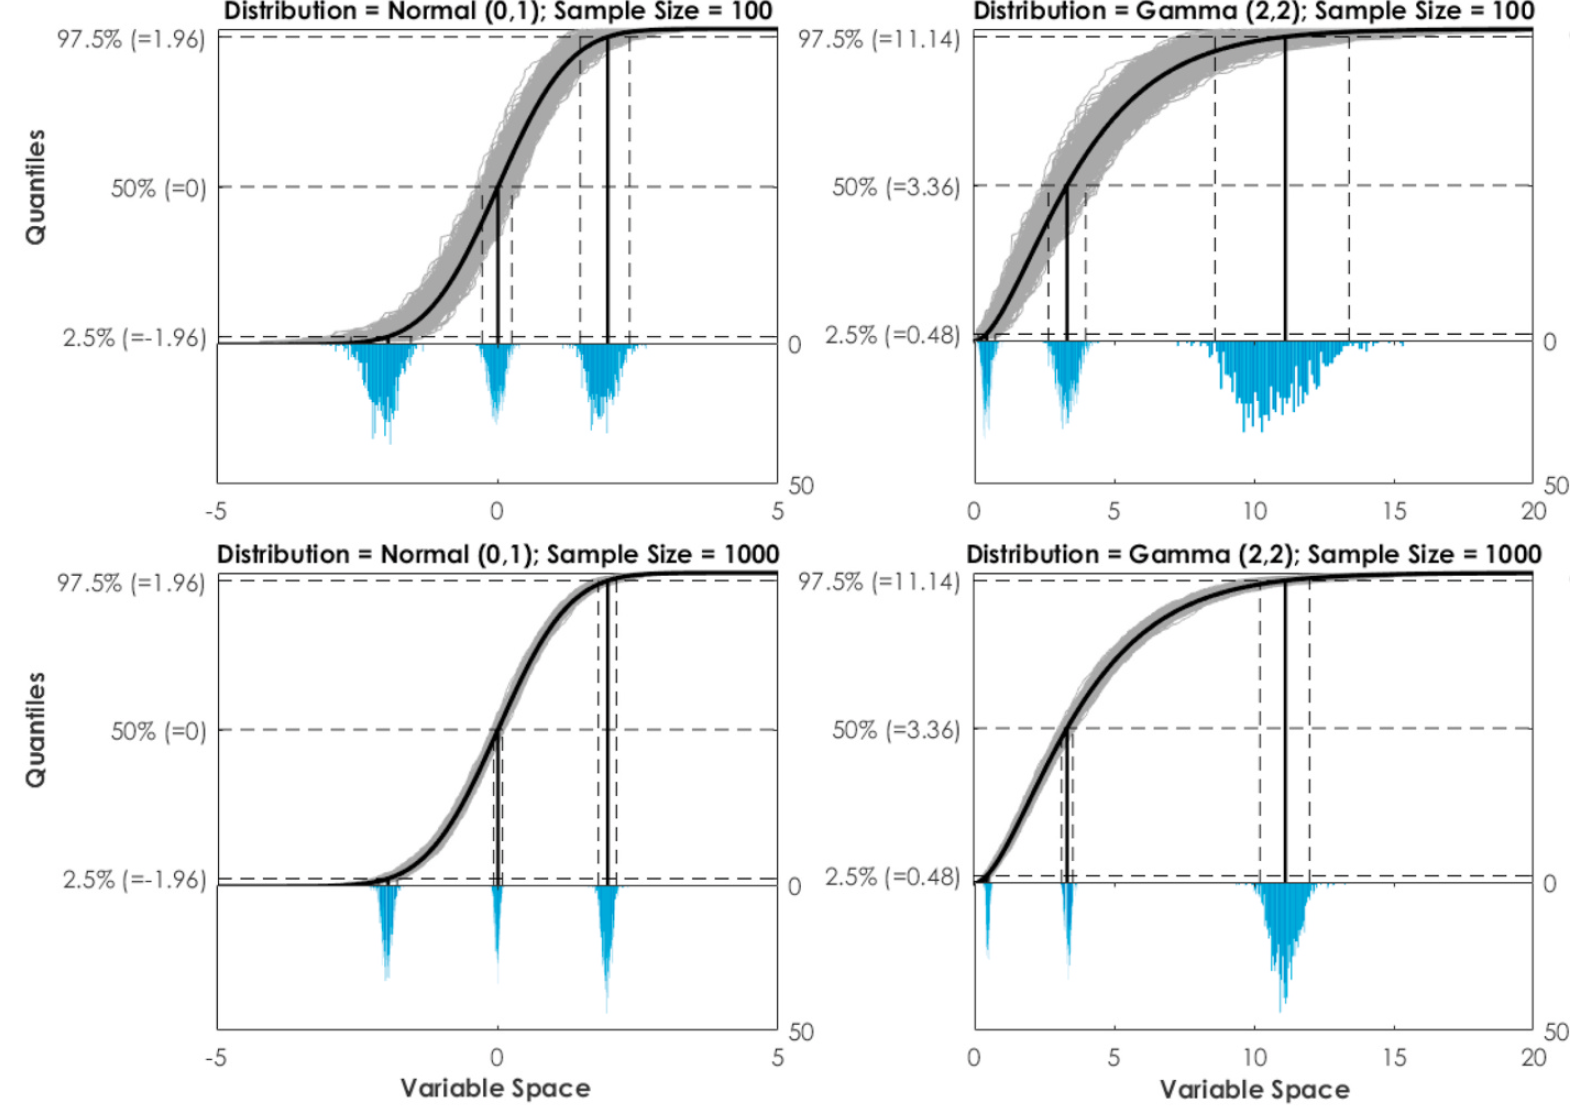 Distribution = Normal (0,1); Sample Size = 100
97.5% (=1.96)
50% (=0)
2.5% (=-1.96)
Quantiles
0
50
-5 0 5
Distribution = Gamma (2,2); Sample Size = 100
97.5% (=11.14)
50% (=3.36)
2.5% (=0.48)
0
50
0 5 10 15 20
Distribution = Normal (0,1); Sample Size = 1000
97.5% (=1.96)
50% (=0)
2.5% (=-1.96)
Quantiles
0
50
-5 0 5
Variable Space
Distribution = Gamma (2,2); Sample Size = 1000
97.5% (=11.14)
50% (=3.36)
2.5% (=0.48)
0
50
0 5 10 15 20
Variable Space